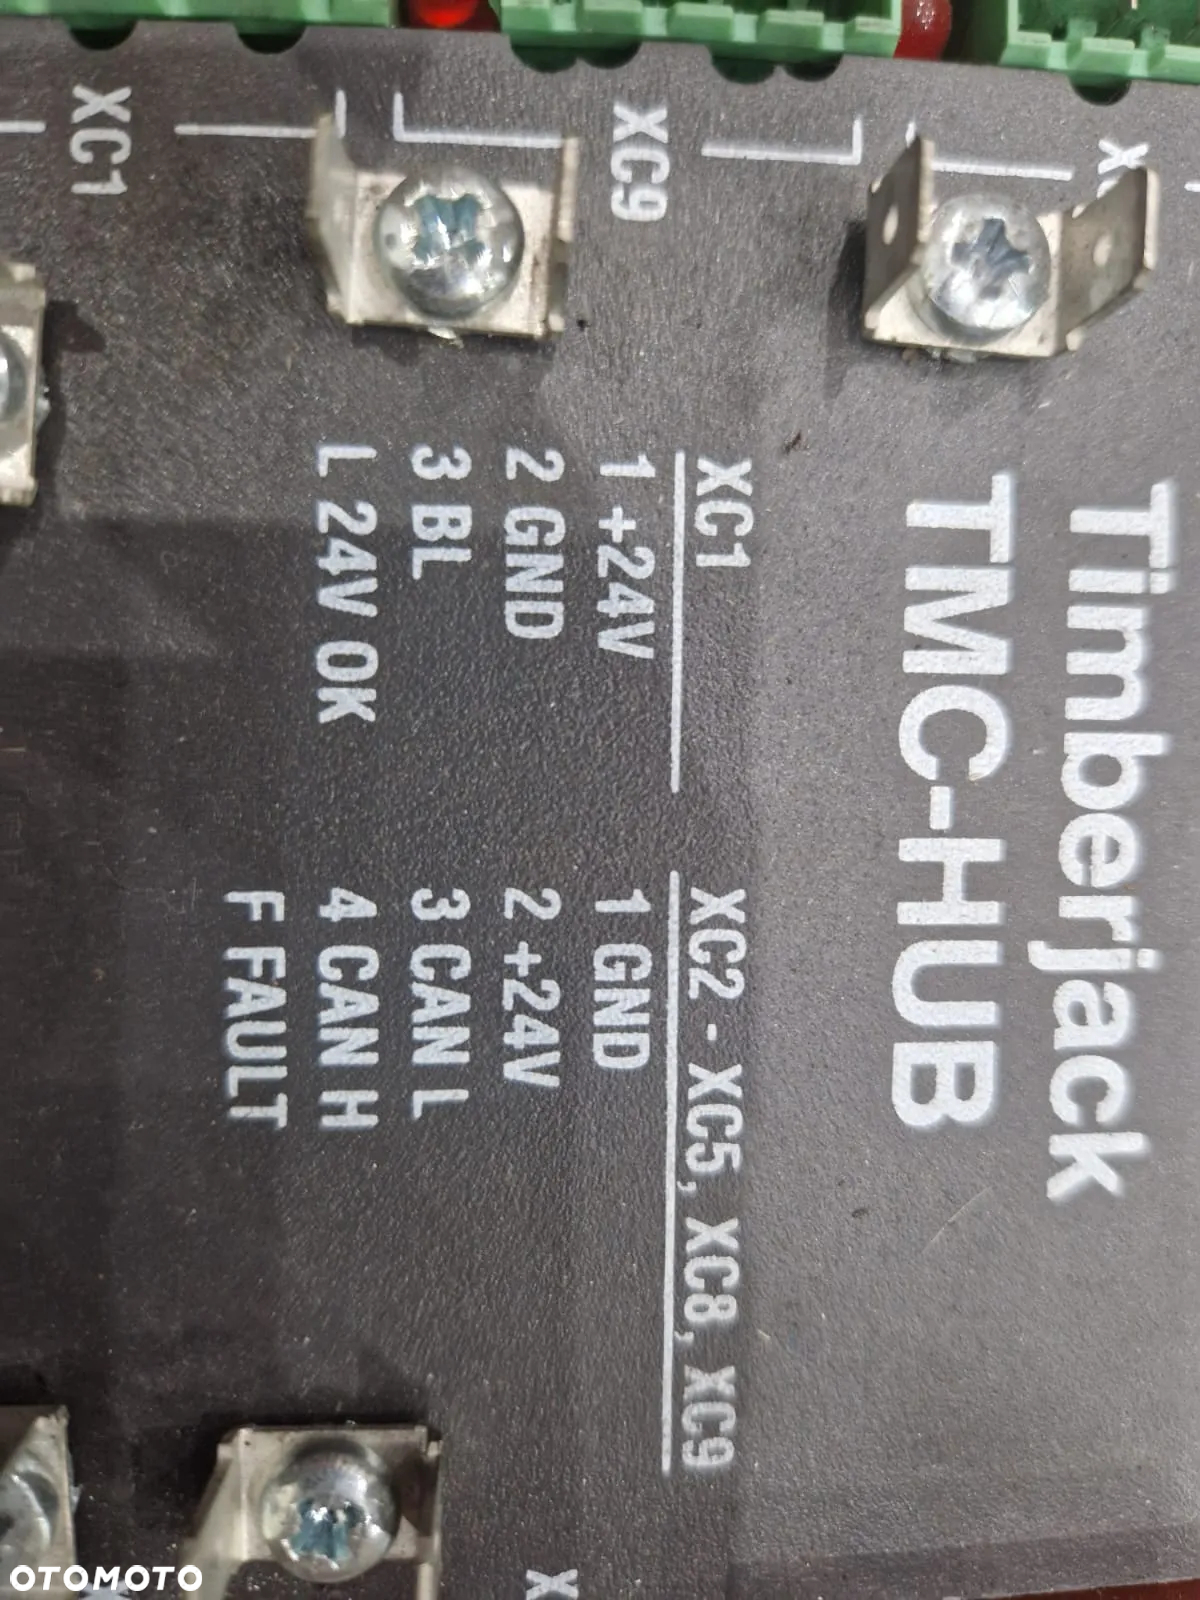 Timberjack
TMC-HUB
XC1
1 +24V
2 GND
3 BL
L 24V OK
XC2 - XC5, XC8, XC9
1 GND
2 +24V
3 CAN L
4 CAN H
F FAULT
XC9
XC1
OTOMOTO